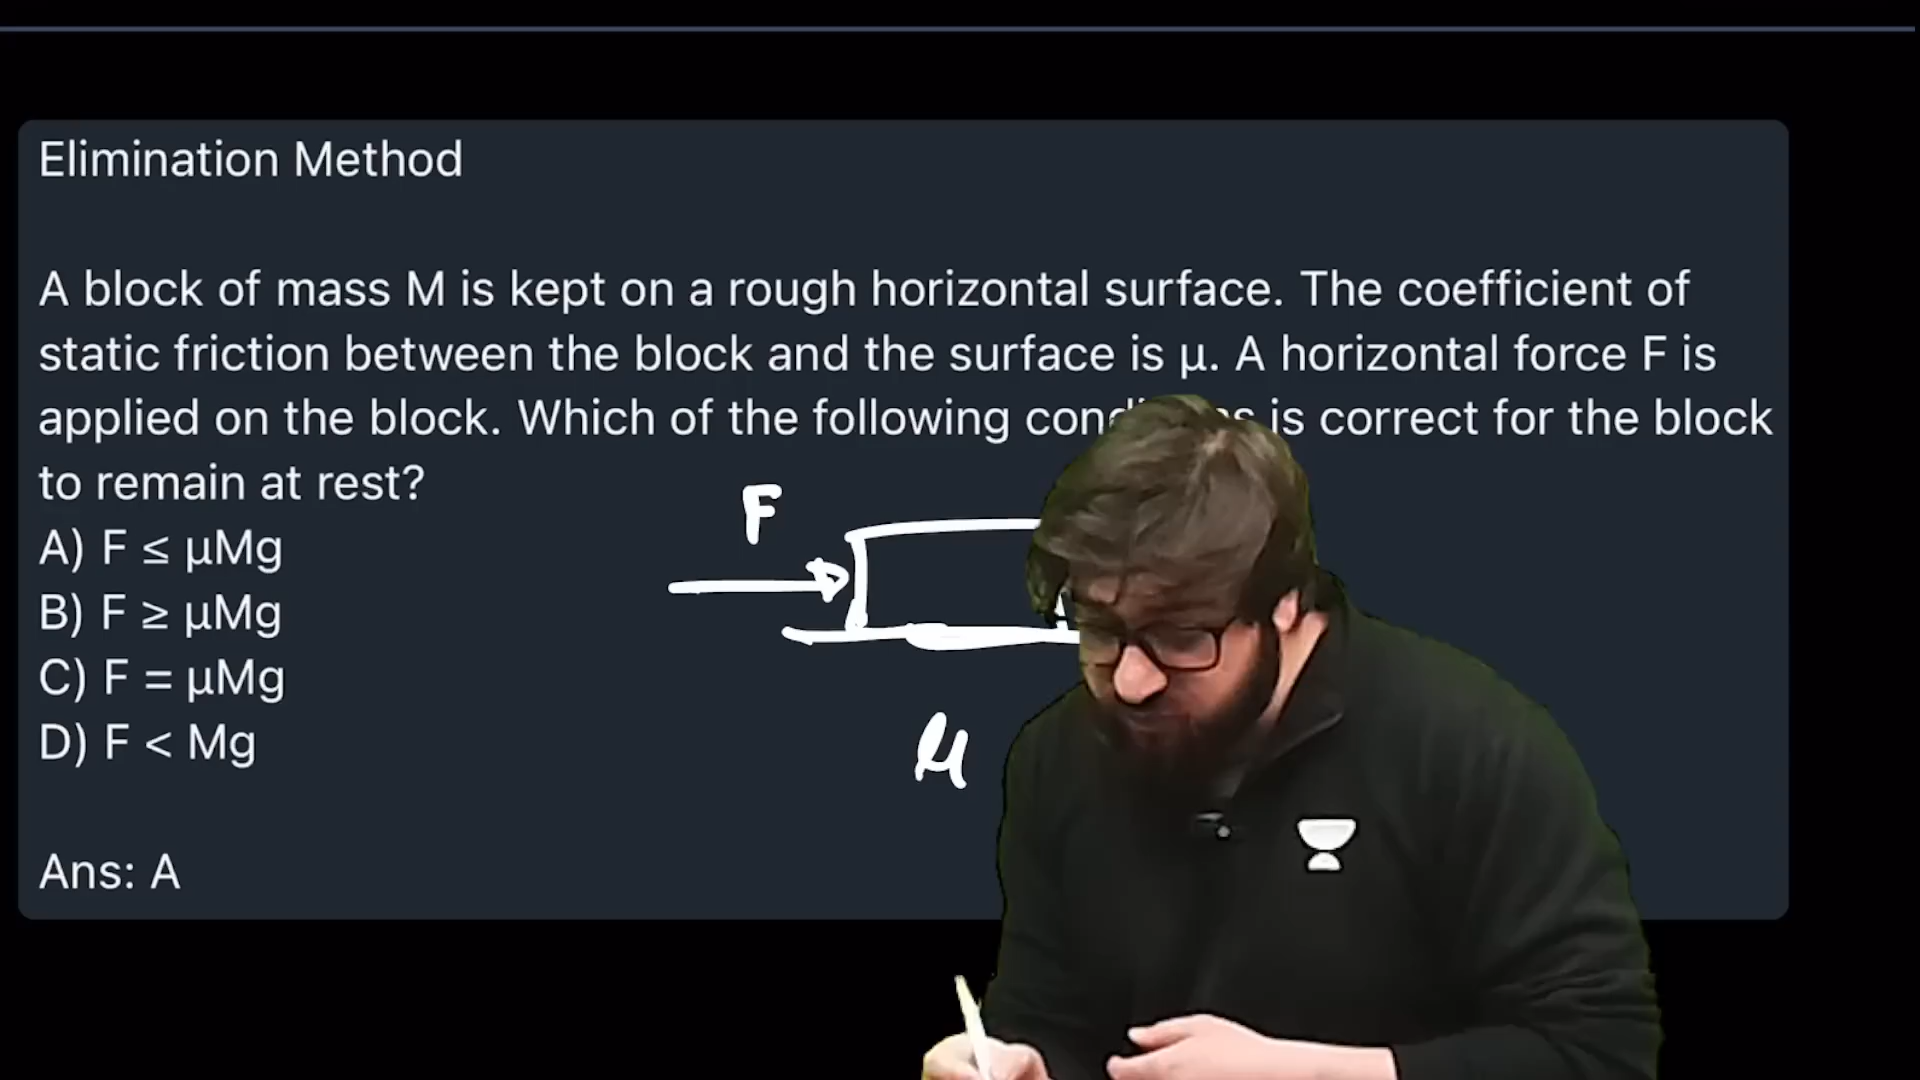 Elimination Method
A block of mass M is kept on a rough horizontal surface. The coefficient of
static friction between the block and the surface is μ. A horizontal force F is
applied on the block. Which of the following is correct for the block
to remain at rest?
F
A) F ≤ μMg
B) F ≥ μMg
C) F = μMg
D) F < Mg
μ
Ans: A